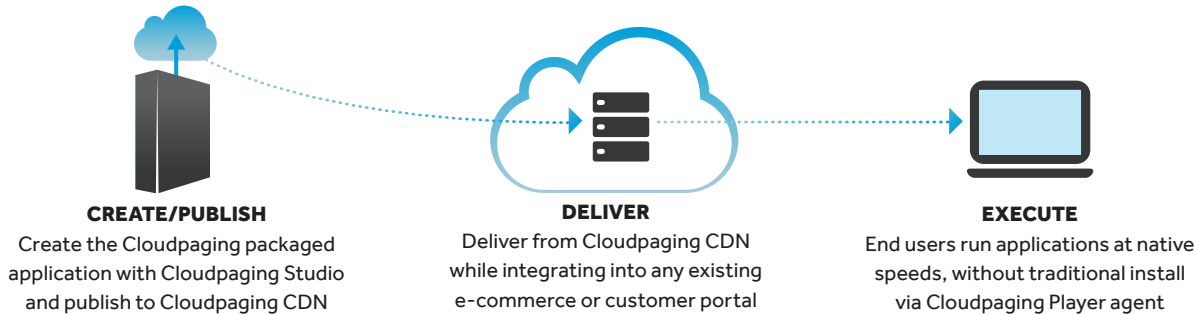 CREATE/PUBLISH
Create the Cloudpaging packaged
application with Cloudpaging Studio
and publish to Cloudpaging CDN
DELIVER
Deliver from Cloudpaging CDN
while integrating into any existing
e-commerce or customer portal
EXECUTE
End users run applications at native
speeds, without traditional install
via Cloudpaging Player agent